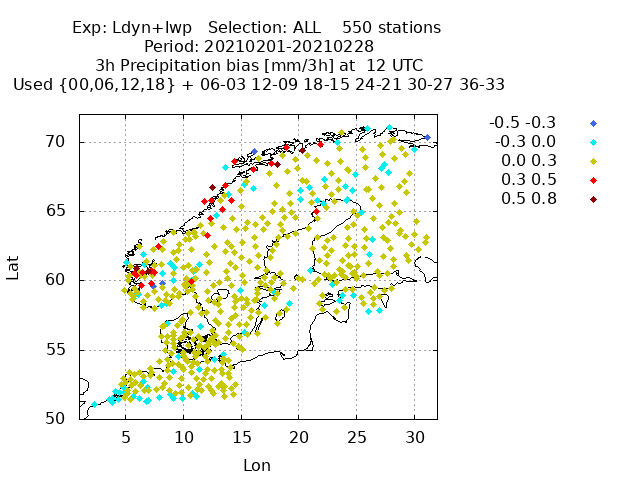 Exp: Ldyn+lwp   Selection: ALL    550 stations
Period: 20210201-20210228
3h Precipitation bias [mm/3h] at  12 UTC
Used {00,06,12,18} + 06-03 12-09 18-15 24-21 30-27 36-33
-0.5 -0.3
-0.3 0.0
0.0 0.3
0.3 0.5
0.5 0.8
70
65
60
55
50
Lat
5 10 15 20 25 30
Lon